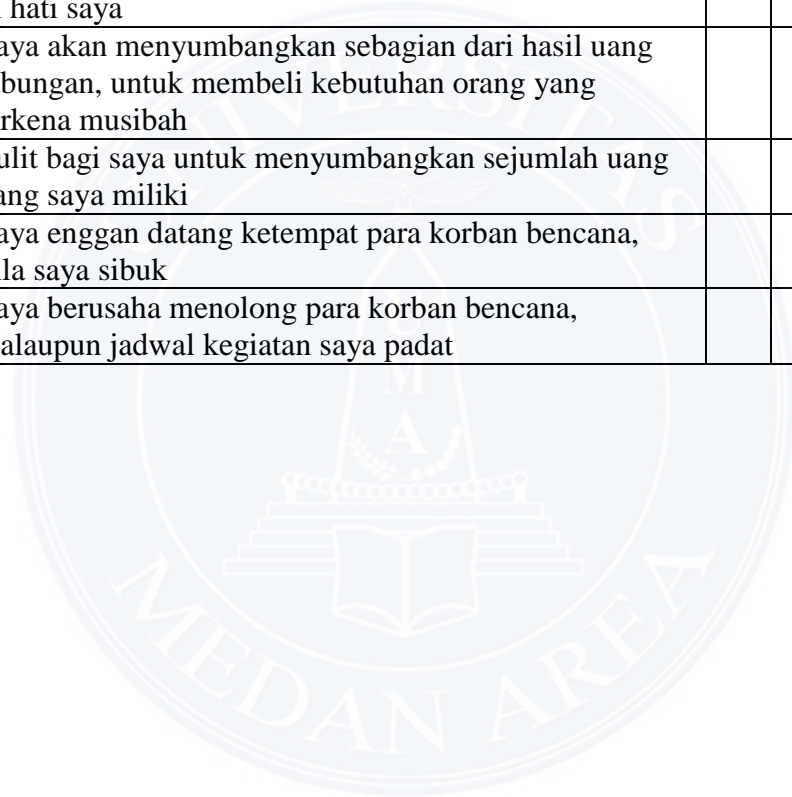 hati saya
aya akan menyumbangkan sebagian dari hasil uang
bungan, untuk membeli kebutuhan orang yang
rkena musibah
ulit bagi saya untuk menyumbangkan sejumlah uang
ang saya miliki
aya enggan datang ketempat para korban bencana,
ila saya sibuk
aya berusaha menolong para korban bencana,
alaupun jadwal kegiatan saya padat
UNIVERSITAS
U
M
A
MEDAN AREA